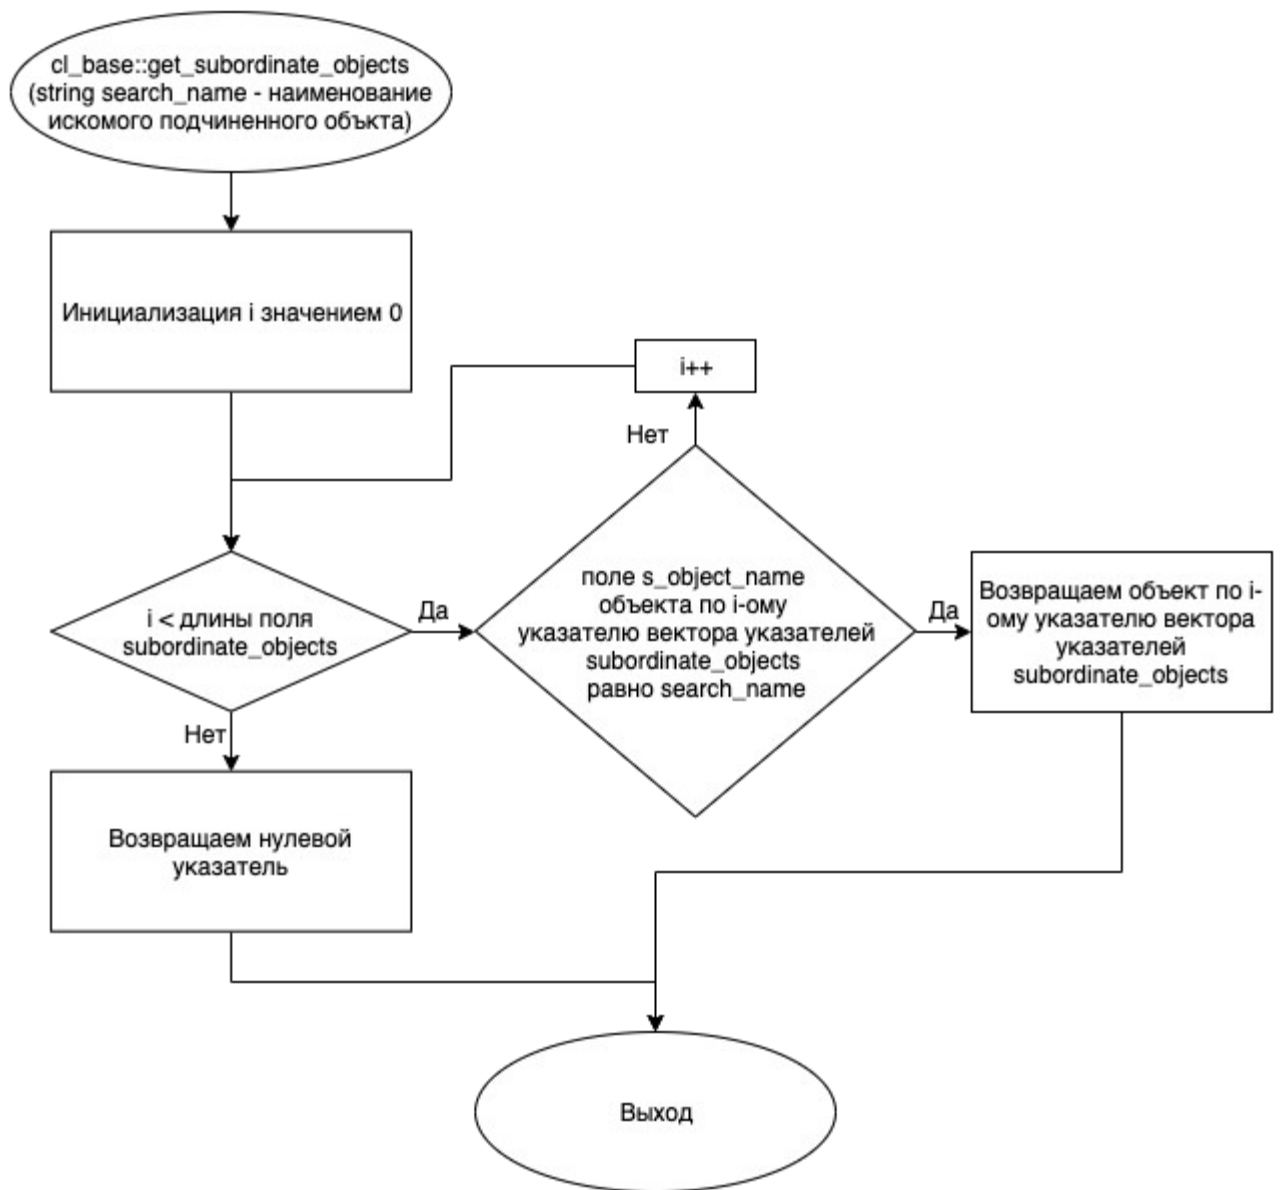 cl_base::get_subordinate_objects
(string search_name - наименование
искомого подчиненного объкта)
Инициализация i значением 0
i++
Нет
поле s_object_name
объекта по i-ому
указателю вектора указателей
subordinate_objects
равно search_name
i < длины поля
subordinate_objects
Да
Да
Возвращаем объект по i-
ому указателю вектора
указателей
subordinate_objects
Нет
Возвращаем нулевой
указатель
Выход